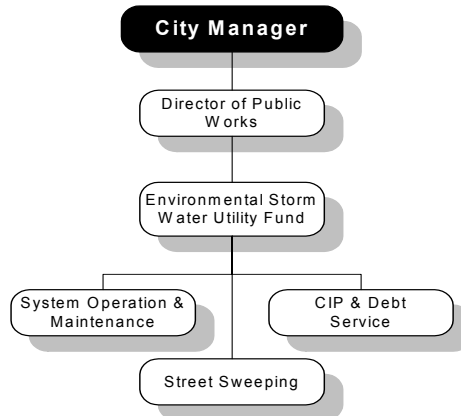 City Manager
Director of Public
Works
Environmental Storm
Water Utility Fund
System Operation &
Maintenance
CIP & Debt
Service
Street Sweeping